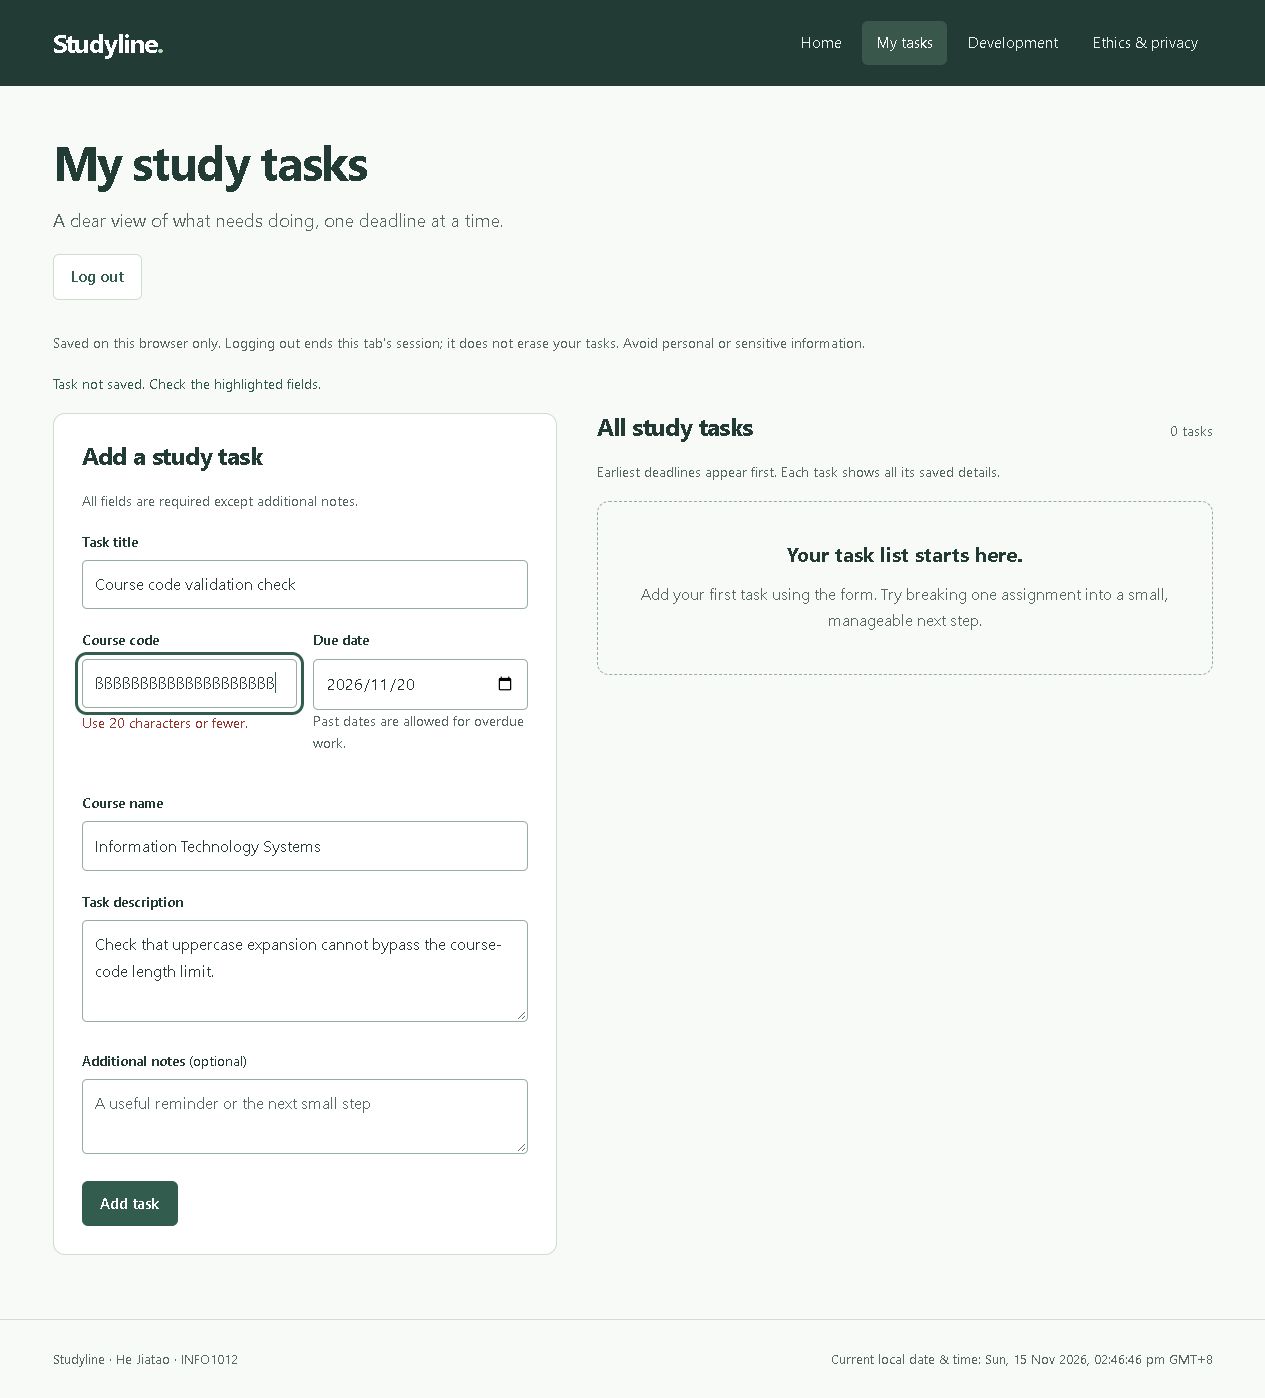 Studyline.
Home
My tasks
Development
Ethics & privacy
My study tasks
A clear view of what needs doing, one deadline at a time.
Log out
Saved on this browser only. Logging out ends this tab's session; it does not erase your tasks. Avoid personal or sensitive information.
Task not saved. Check the highlighted fields.
Add a study task
All fields are required except additional notes.
Task title
Course code validation check
Course code
ßßßßßßßßßßßßßßßßßßßß
Use 20 characters or fewer.
Due date
2026/11/20
Past dates are allowed for overdue
work.
Course name
Information Technology Systems
Task description
Check that uppercase expansion cannot bypass the course-
code length limit.
Additional notes (optional)
A useful reminder or the next small step
Add task
All study tasks
0 tasks
Earliest deadlines appear first. Each task shows all its saved details.
Your task list starts here.
Add your first task using the form. Try breaking one assignment into a small,
manageable next step.
Studyline · He Jiatao · INFO1012
Current local date & time: Sun, 15 Nov 2026, 02:46:46 pm GMT+8